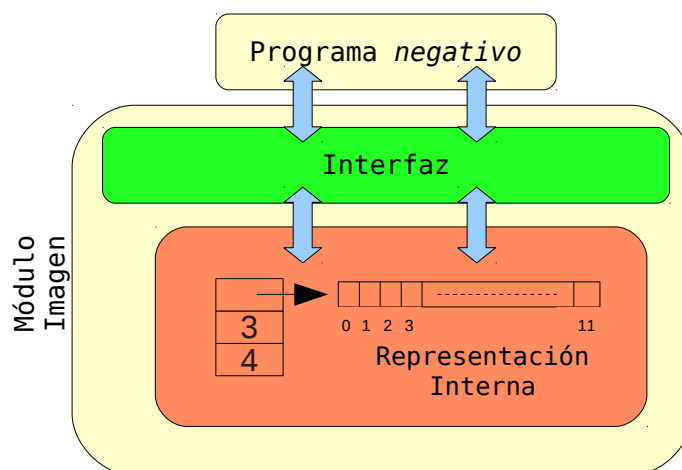 Programa negativo
Interfaz
Módulo
Imagen
3
4
0 1 2 3 11
Representación
Interna